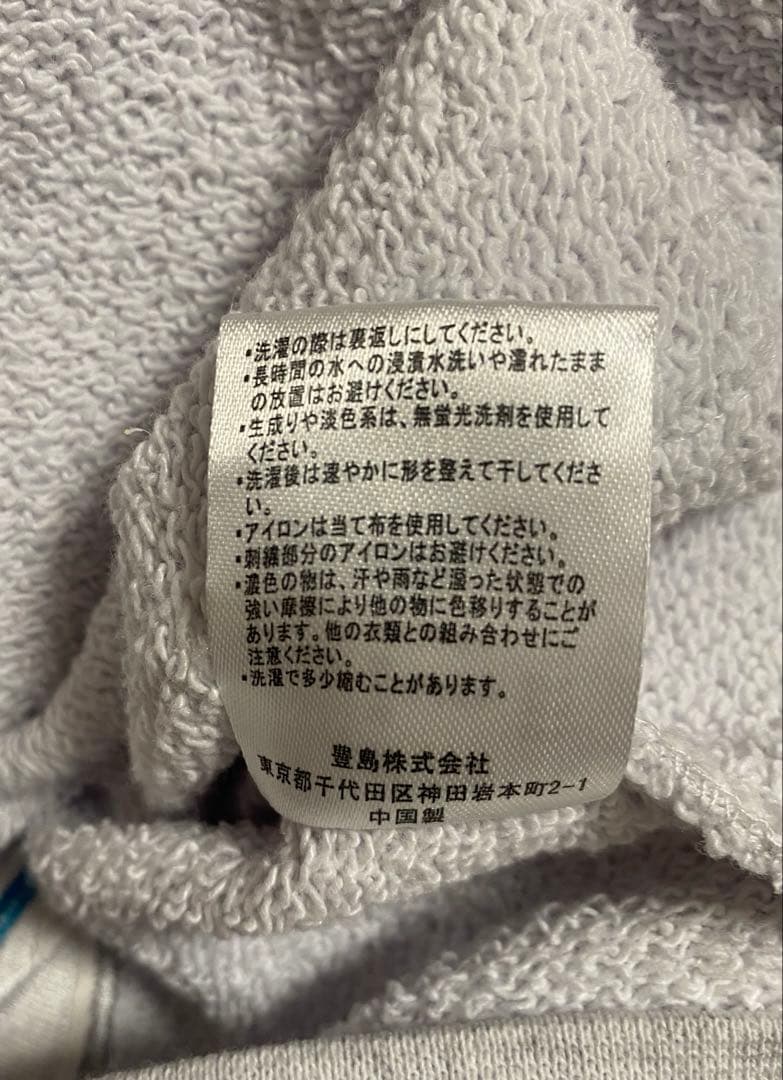 ・洗濯の際は裏返しにしてください。
・長時間の水への浸漬水洗いや濡れたまま
の放置はお避けください。
・生成りや淡色系は、無蛍光洗剤を使用して
ください。
・洗濯後は速やかに形を整えて干してくださ
い。
・アイロンは当て布を使用してください。
・刺繍部分のアイロンはお避けください。
・濃色の物は、汗や雨など湿った状態での
強い摩擦により他の物に色移りすることが
あります。他の衣類との組み合わせにご
注意ください。
・洗濯で多少縮むことがあります。
豊島株式会社
東京都千代田区神田岩本町2-1
中国製